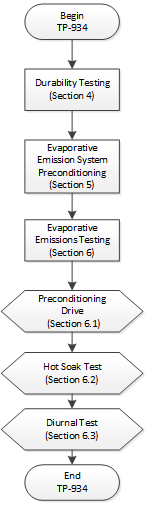 Begin
TP-934
Durability Testing
(Section 4)
Evaporative
Emission System
Preconditioning
(Section 5)
Evaporative
Emissions Testing
(Section 6)
Preconditioning
Drive
(Section 6.1)
Hot Soak Test
(Section 6.2)
Diurnal Test
(Section 6.3)
End
TP-934